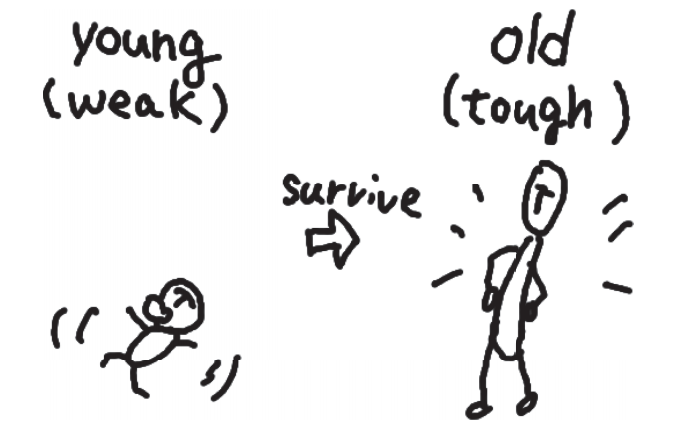 young
(weak)
old
(tough)
survive